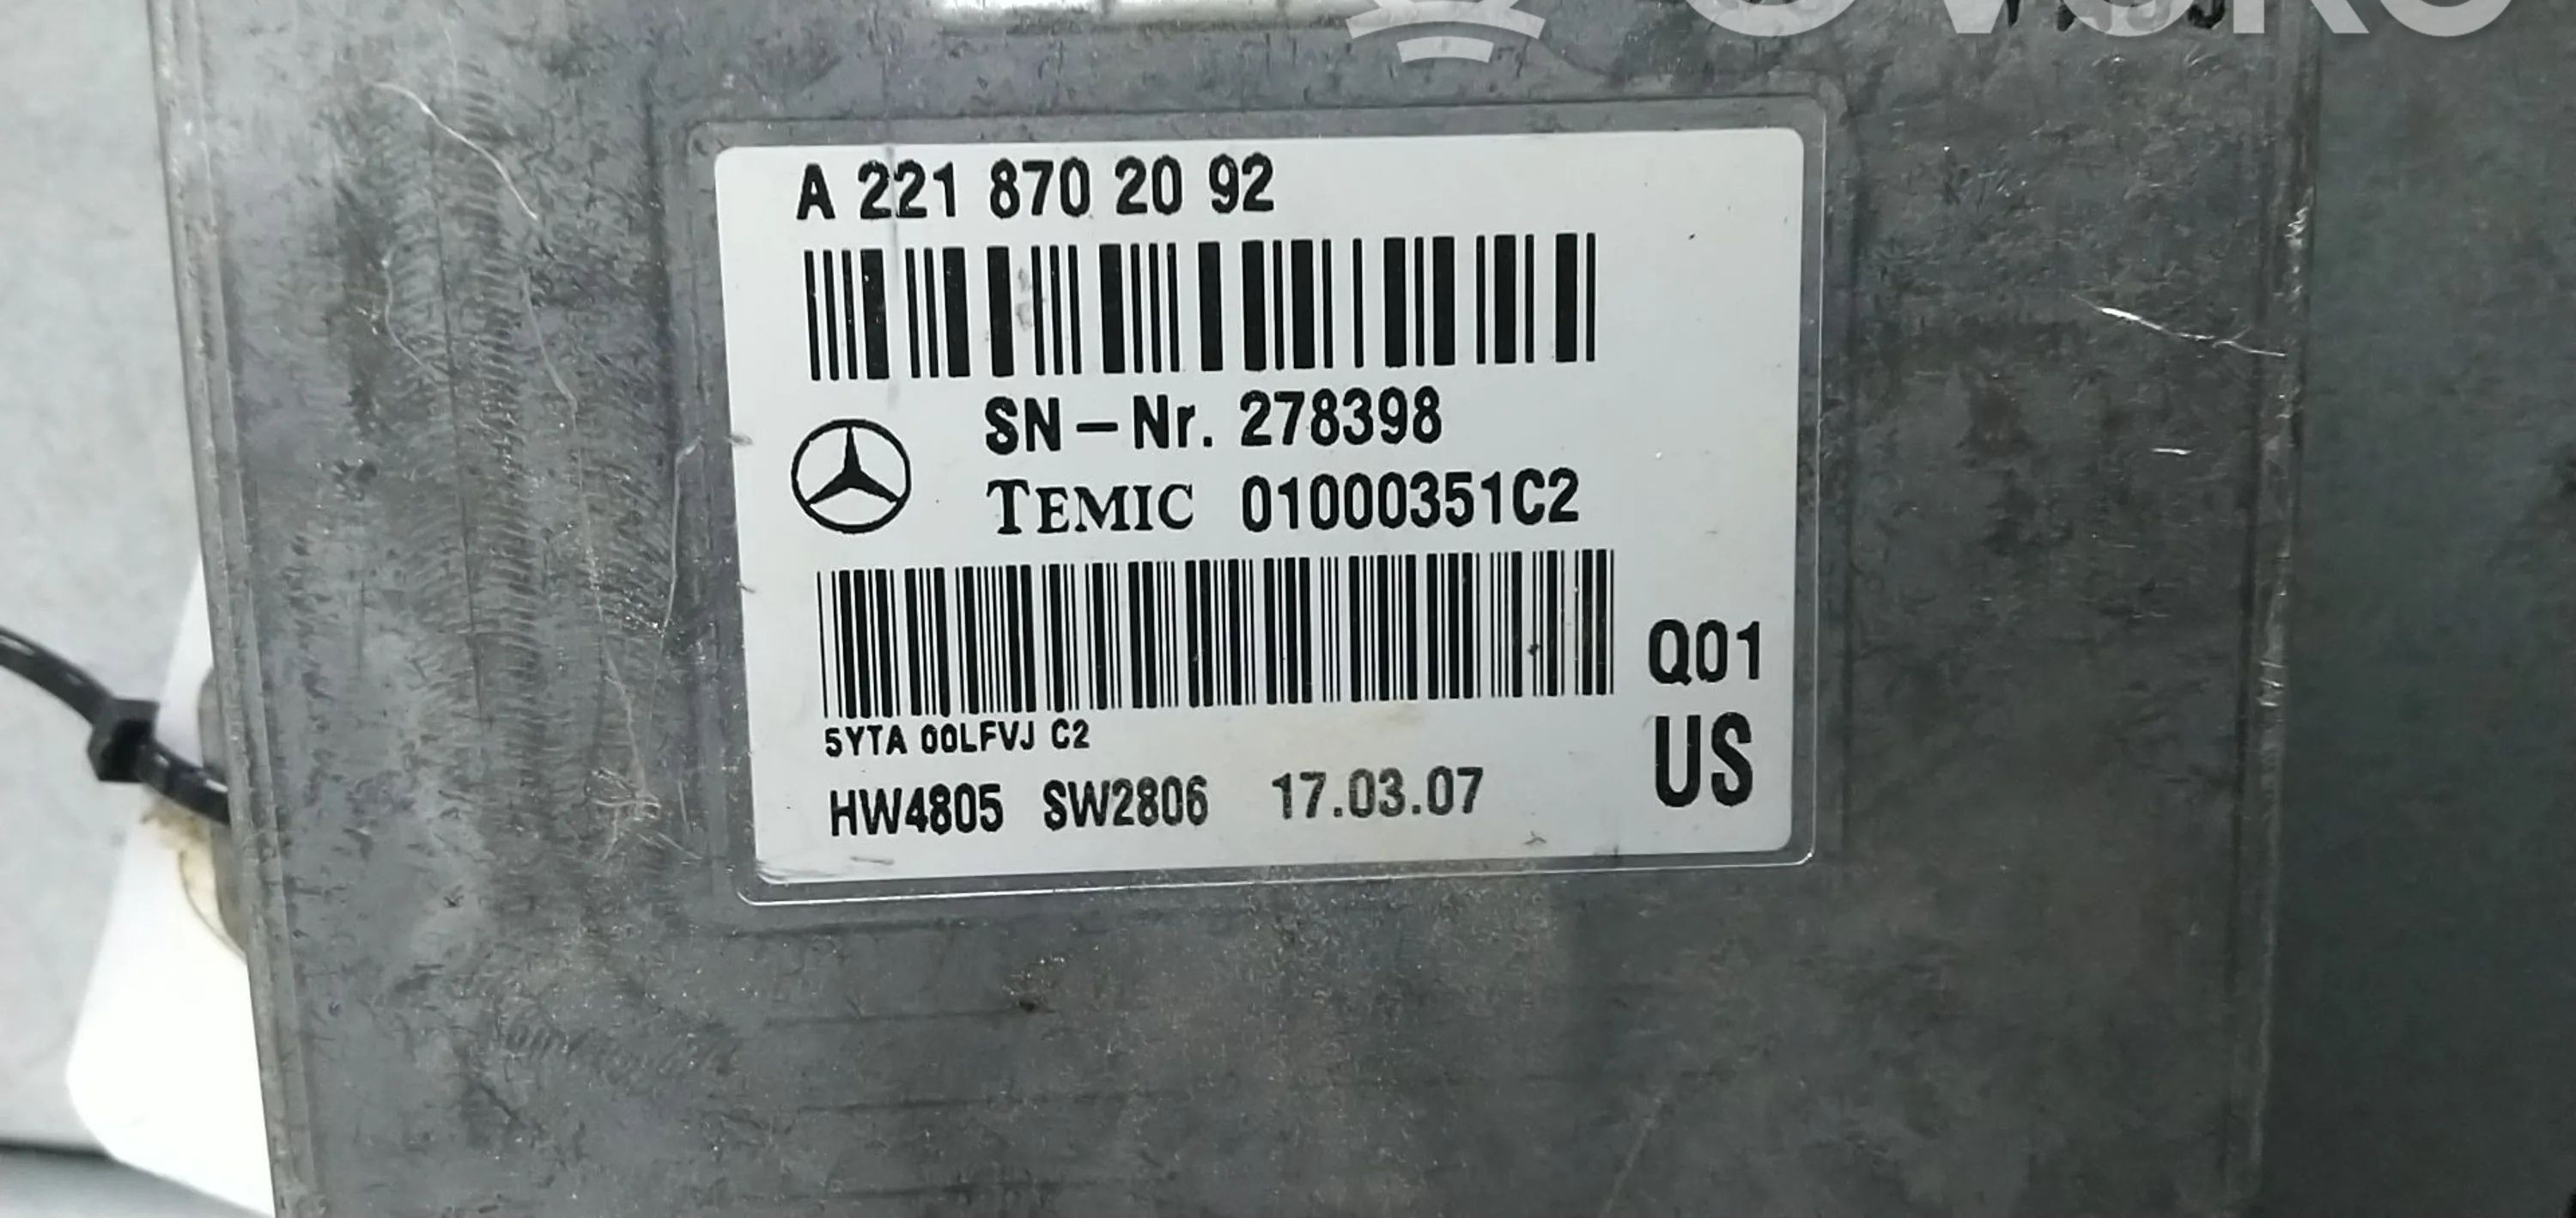 A 221 870 20 92
SN-Nr. 278398
TEMIC 01000351C2
Q01
5YTA 00LFVJ C2
US
HW4805 SW2806 17.03.07